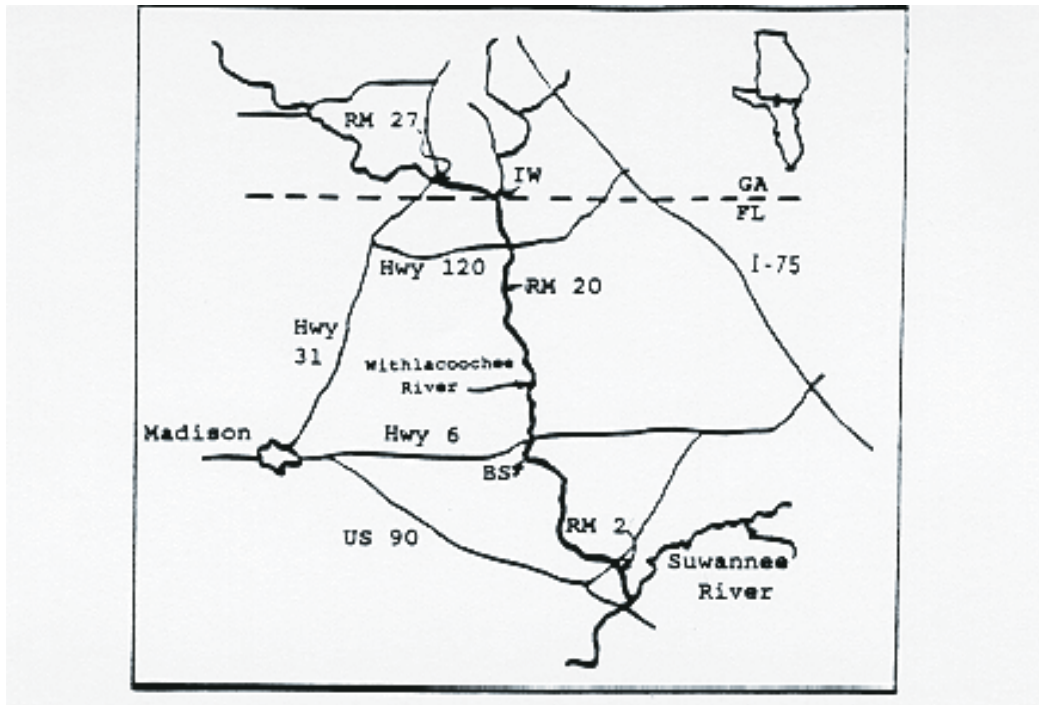 RM 27
IW
GA
FL
Hwy 120
I-75
RM 20
Hwy
31
Withlacoochee
River
Madison
Hwy 6
BS
RM 2
US 90
Suwannee
River